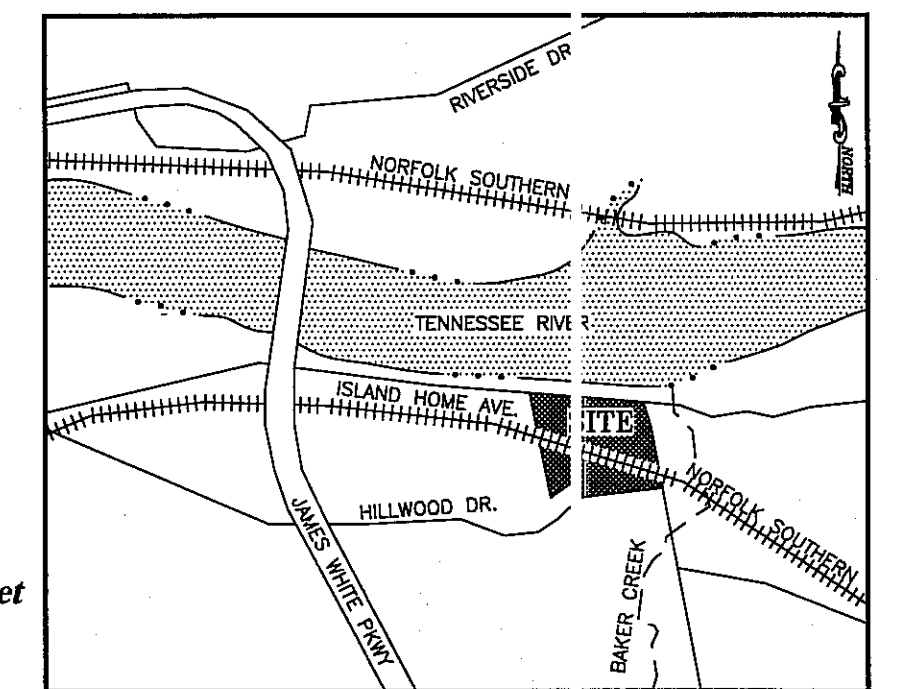 RIVERSIDE DR
NORTH
NORFOLK SOUTHERN
TENNESSEE RIVER
ISLAND HOME AVE.
SITE
NORFOLK SOUTHERN
HILLWOOD DR.
JAMES WHITE PKWY
BAKER CREEK
et